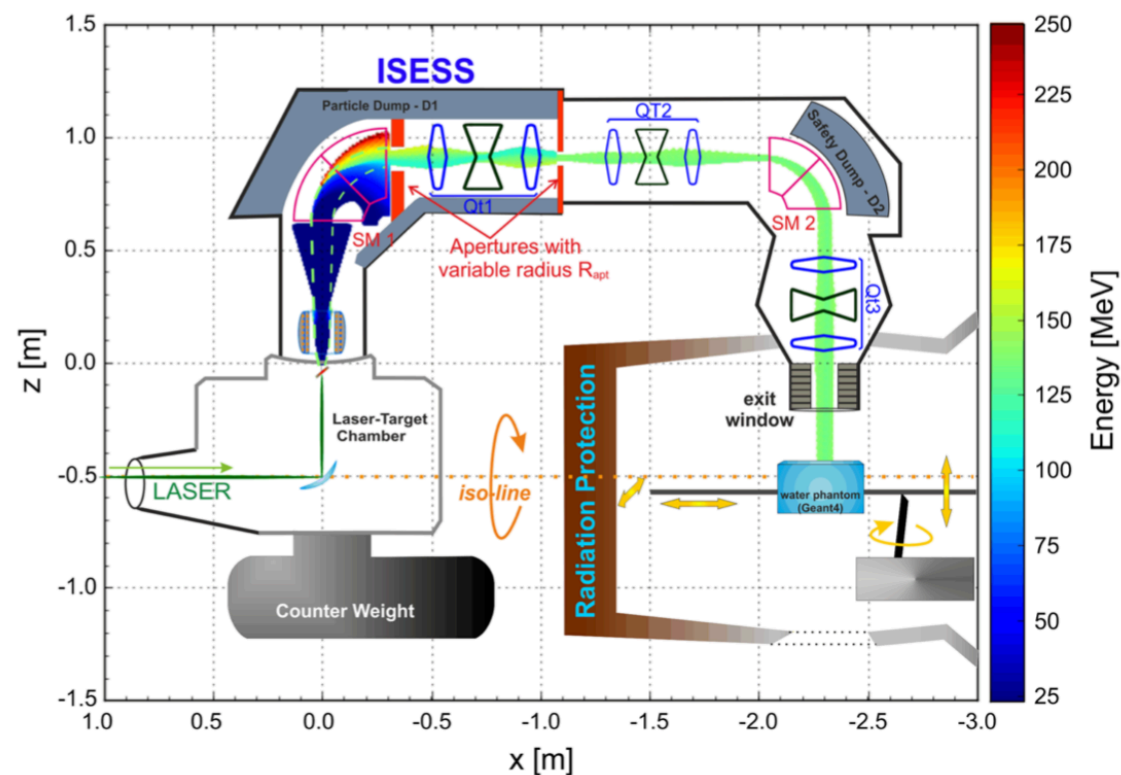 ISESS
Particle Dump - D1
QT2
Safety Dump - D2
Qt1
SM 1
SM 2
Apertures with
variable radius R_apt
Qt3
Laser-Target
Chamber
exit
window
LASER
iso-line
Radiation Protection
water phantom
(Geant4)
Counter Weight
1.5
1.0
0.5
0.0
-0.5
-1.0
-1.5
z [m]
1.0
0.5
0.0
-0.5
-1.0
-1.5
-2.0
-2.5
-3.0
x [m]
250
225
200
175
150
125
100
75
50
25
Energy [MeV]